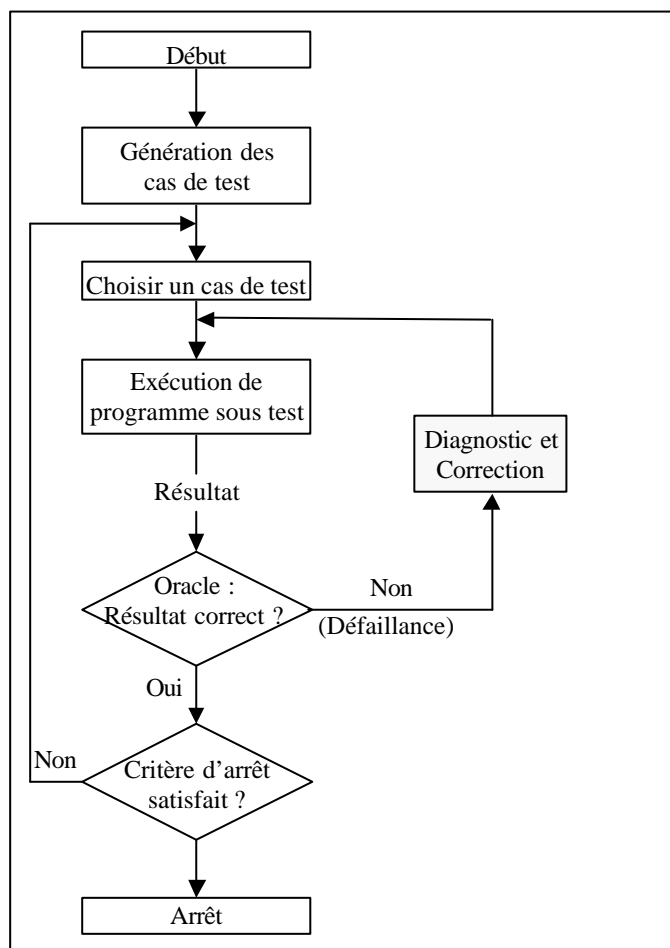 Début
Génération des
cas de test
Choisir un cas de test
Exécution de
programme sous test
Diagnostic et
Correction
Résultat
Oracle :
Résultat correct ?
Non
(Défaillance)
Oui
Non
Critère d’arrêt
satisfait ?
Arrêt